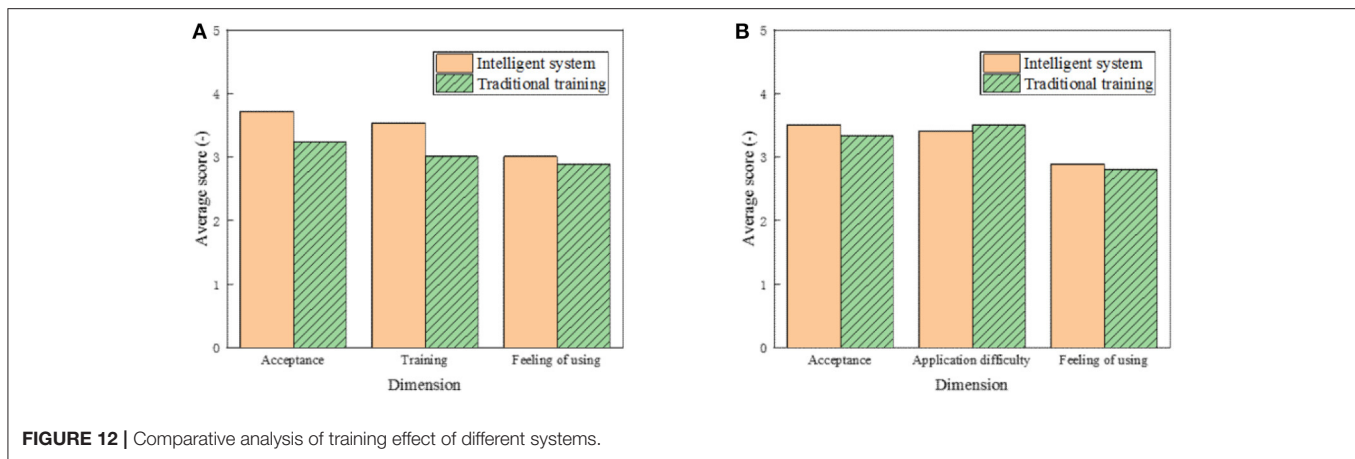 A
5
4
3
2
1
0
Average score (-)
Intelligent system
Traditional training
Acceptance
Training
Feeling of using
Dimension
B
5
4
3
2
1
0
Average score (-)
Intelligent system
Traditional training
Acceptance
Application difficulty
Feeling of using
Dimension
FIGURE 12 | Comparative analysis of training effect of different systems.